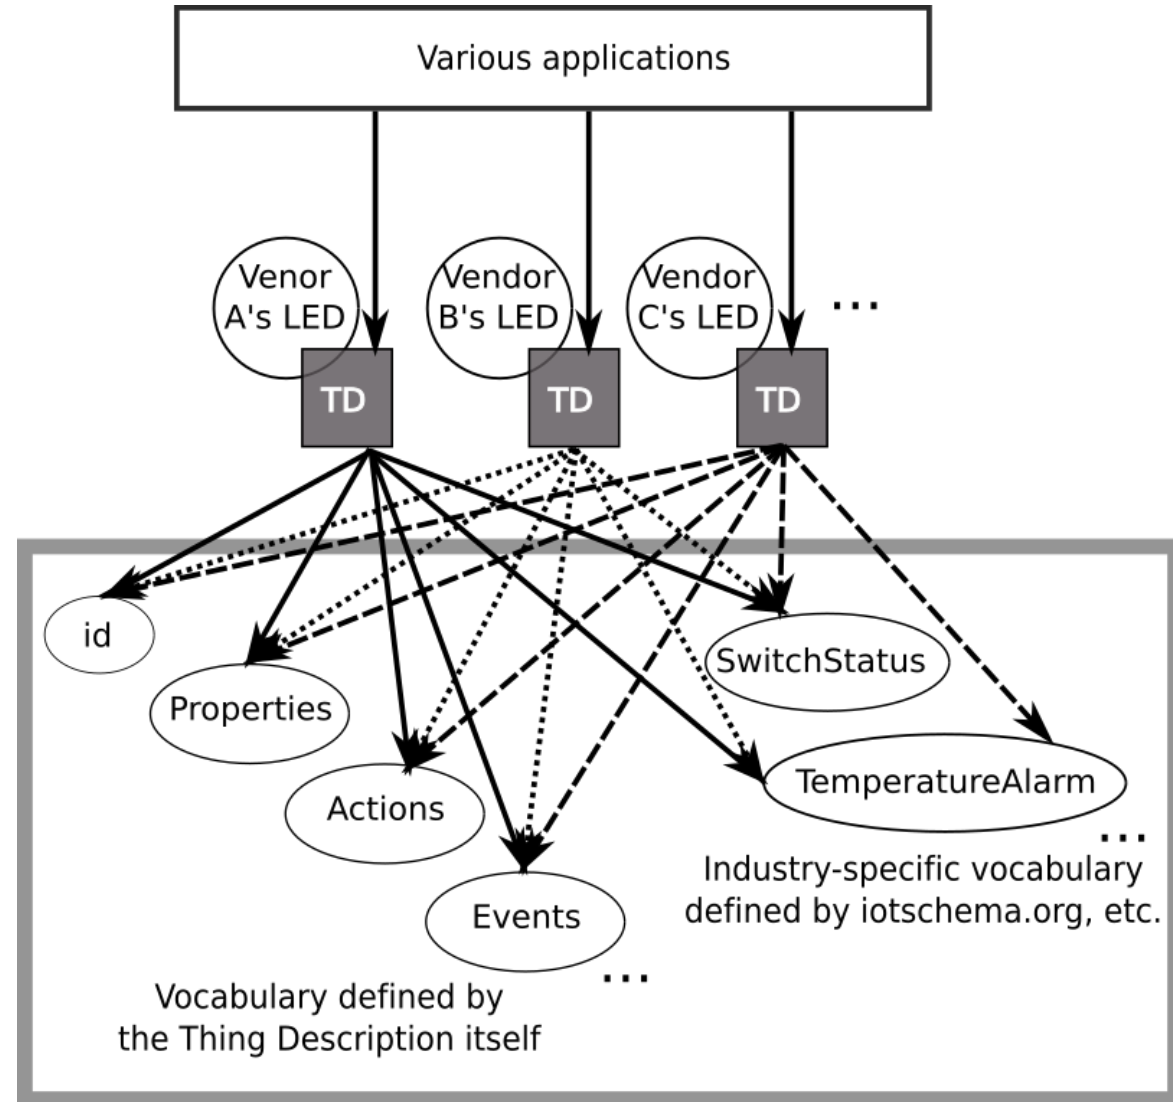 Various applications
Venor
A's LED
Vendor
B's LED
Vendor
C's LED
...
TD
TD
TD
id
Properties
Actions
Events
...
SwitchStatus
TemperatureAlarm
...
Industry-specific vocabulary
defined by iotschema.org, etc.
Vocabulary defined by
the Thing Description itself